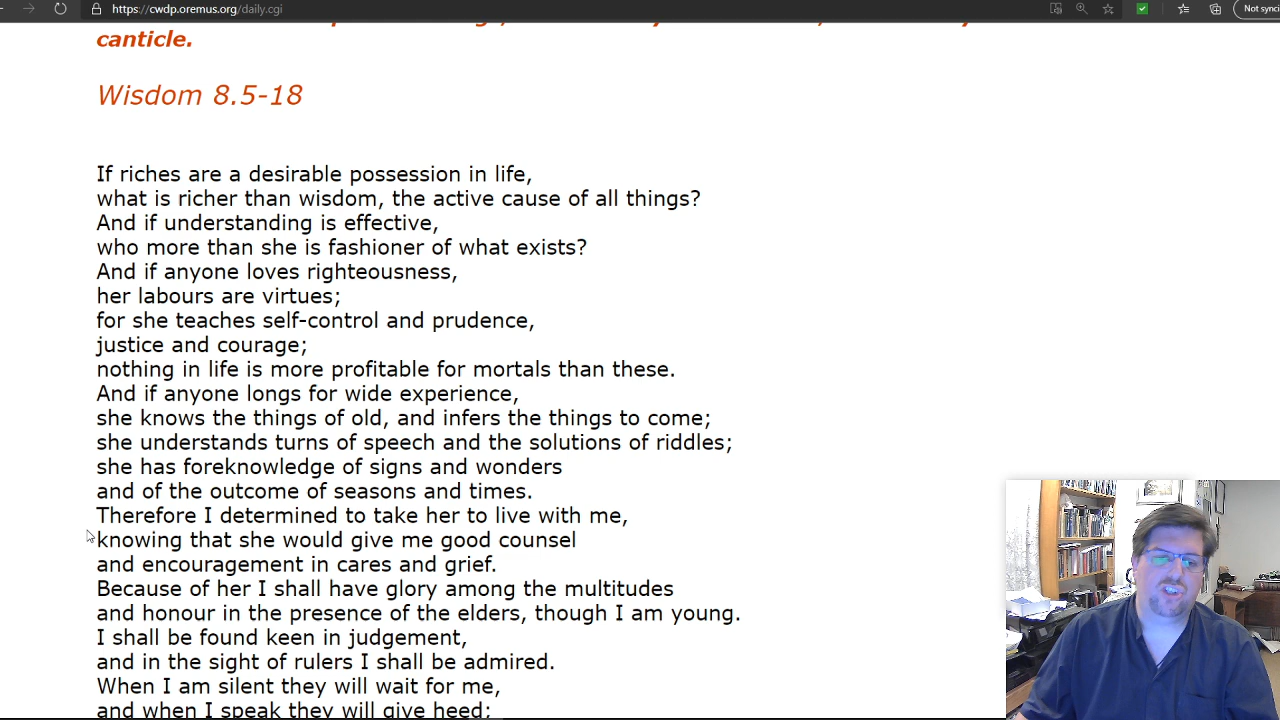 https://cwdp.oremus.org/daily.cgi
Not synci
canticle.
Wisdom 8.5-18
If riches are a desirable possession in life,
what is richer than wisdom, the active cause of all things?
And if understanding is effective,
who more than she is fashioner of what exists?
And if anyone loves righteousness,
her labours are virtues;
for she teaches self-control and prudence,
justice and courage;
nothing in life is more profitable for mortals than these.
And if anyone longs for wide experience,
she knows the things of old, and infers the things to come;
she understands turns of speech and the solutions of riddles;
she has foreknowledge of signs and wonders
and of the outcome of seasons and times.
Therefore I determined to take her to live with me,
knowing that she would give me good counsel
and encouragement in cares and grief.
Because of her I shall have glory among the multitudes
and honour in the presence of the elders, though I am young.
I shall be found keen in judgement,
and in the sight of rulers I shall be admired.
When I am silent they will wait for me,
and when I speak they will give heed;